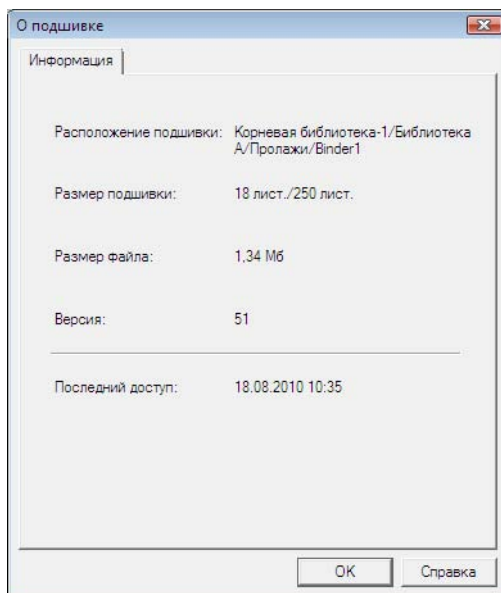 О подшивке
Информация
Расположение подшивки: Корневая библиотека-1/Библиотека
А/Пролажи/Binder1
Размер подшивки: 18 лист./250 лист.
Размер файла: 1,34 Мб
Версия: 51
Последний доступ: 18.08.2010 10:35
OK Справка